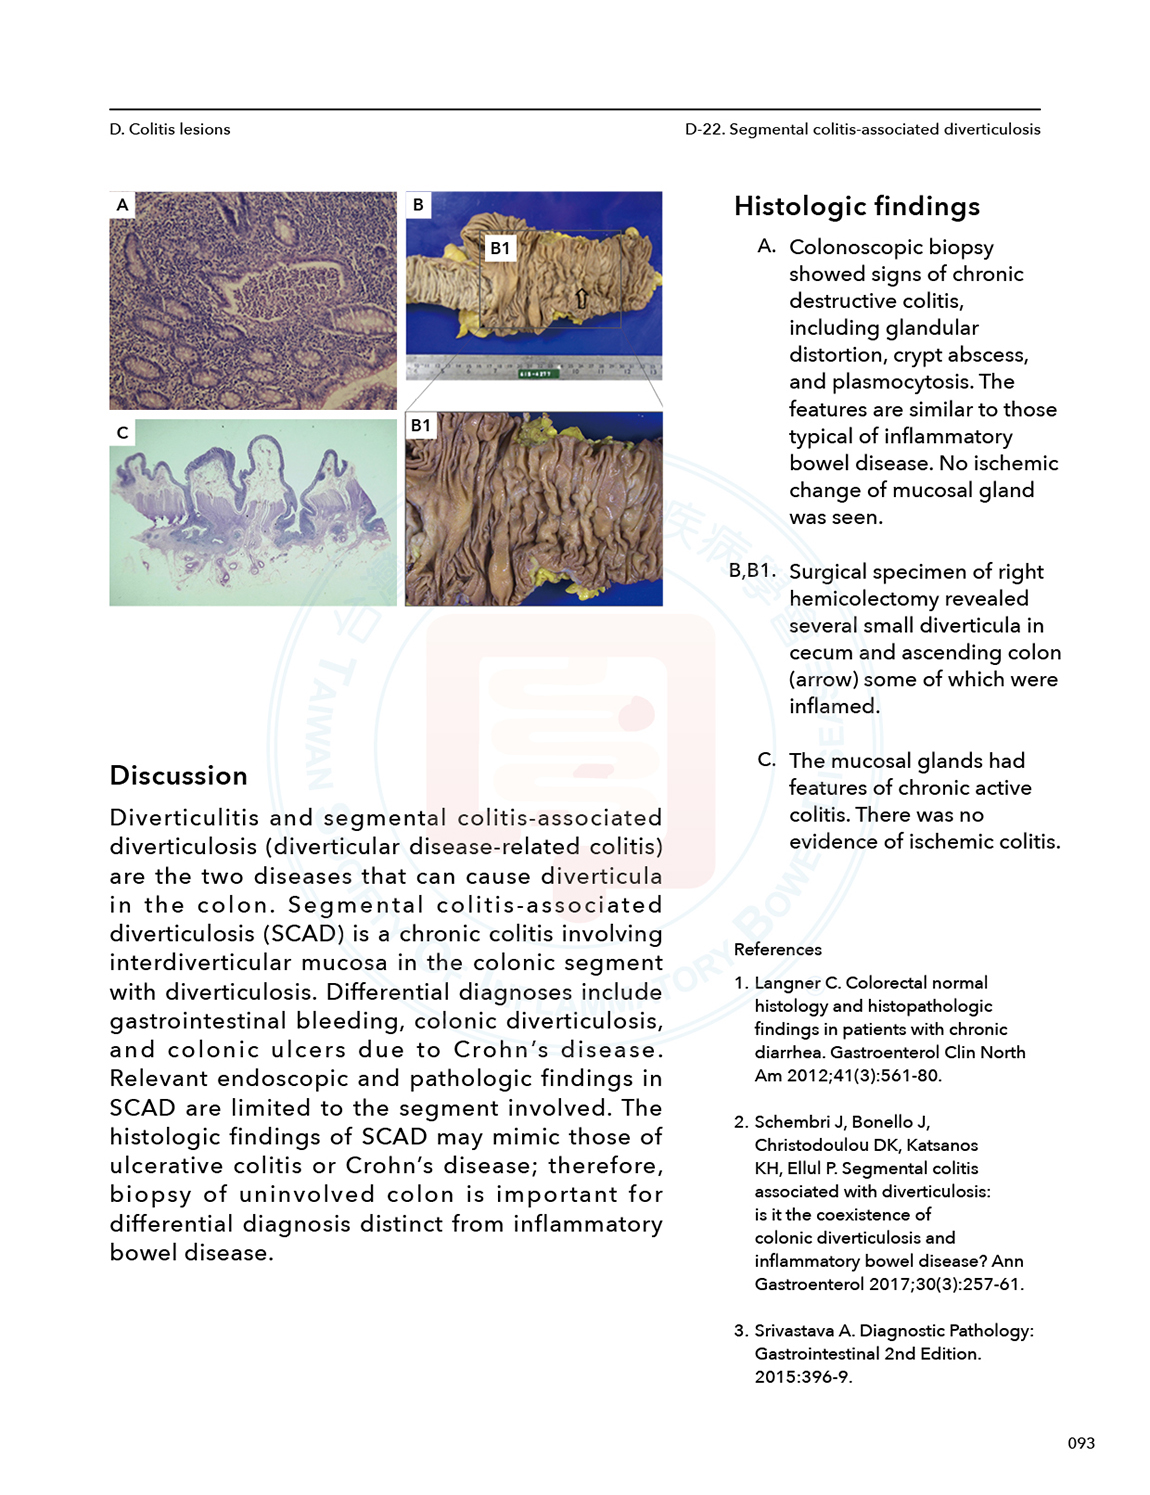 D. Colitis lesions
D-22. Segmental colitis-associated diverticulosis
A
B
B1
C
B1
Histologic findings
A. Colonoscopic biopsy
showed signs of chronic
destructive colitis,
including glandular
distortion, crypt abscess,
and plasmocytosis. The
features are similar to those
typical of inflammatory
bowel disease. No ischemic
change of mucosal gland
was seen.
B,B1. Surgical specimen of right
hemicolectomy revealed
several small diverticula in
cecum and ascending colon
(arrow) some of which were
inflamed.
C. The mucosal glands had
features of chronic active
colitis. There was no
evidence of ischemic colitis.
Discussion
Diverticulitis and segmental colitis-associated
diverticulosis (diverticular disease-related colitis)
are the two diseases that can cause diverticula
in the colon. Segmental colitis-associated
diverticulosis (SCAD) is a chronic colitis involving
interdiverticular mucosa in the colonic segment
with diverticulosis. Differential diagnoses include
gastrointestinal bleeding, colonic diverticulosis,
and colonic ulcers due to Crohn's disease.
Relevant endoscopic and pathologic findings in
SCAD are limited to the segment involved. The
histologic findings of SCAD may mimic those of
ulcerative colitis or Crohn's disease; therefore,
biopsy of uninvolved colon is important for
differential diagnosis distinct from inflammatory
bowel disease.
References
1. Langner C. Colorectal normal
histology and histopathologic
findings in patients with chronic
diarrhea. Gastroenterol Clin North
Am 2012;41(3):561-80.
2. Schembri J, Bonello J,
Christodoulou DK, Katsanos
KH, Ellul P. Segmental colitis
associated with diverticulosis:
is it the coexistence of
colonic diverticulosis and
inflammatory bowel disease? Ann
Gastroenterol 2017;30(3):257-61.
3. Srivastava A. Diagnostic Pathology:
Gastrointestinal 2nd Edition.
2015:396-9.
TAIWAN SOCIETY OF INFLAMMATORY BOWEL DISEASE
093